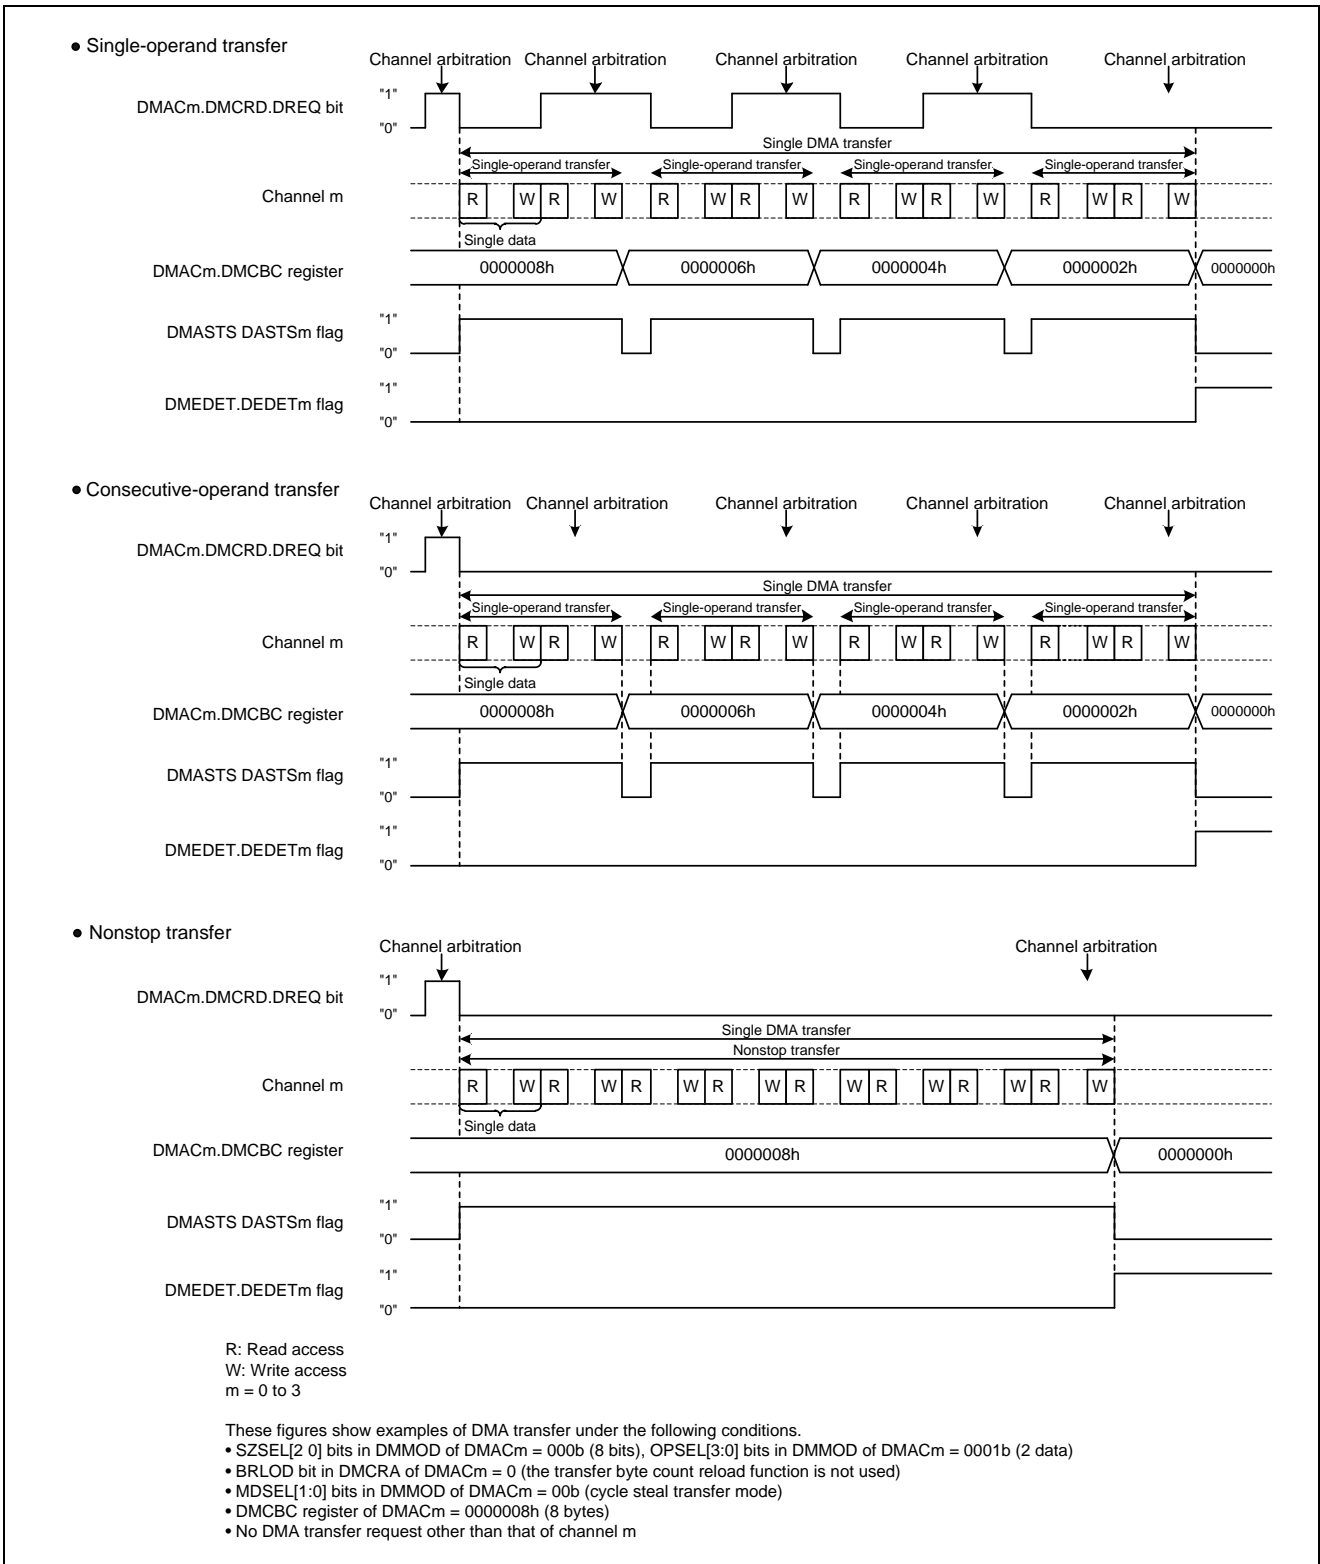 ● Single-operand transfer
Channel arbitration Channel arbitration Channel arbitration Channel arbitration Channel arbitration
DMACm.DMCRD.DREQ bit
"1"
"0"
Single DMA transfer
Single-operand transfer Single-operand transfer Single-operand transfer Single-operand transfer
Channel m
R W R W R W R W R W R W R W R W
Single data
DMACm.DMCBC register
0000008h 0000006h 0000004h 0000002h 0000000h
DMASTS DASTSm flag
"1"
"0"
DMEDET.DEDETm flag
"1"
"0"
● Consecutive-operand transfer
Channel arbitration Channel arbitration Channel arbitration Channel arbitration Channel arbitration
DMACm.DMCRD.DREQ bit
"1"
"0"
Single DMA transfer
Single-operand transfer Single-operand transfer Single-operand transfer Single-operand transfer
Channel m
R W R W R W R W R W R W R W R W
Single data
DMACm.DMCBC register
0000008h 0000006h 0000004h 0000002h 0000000h
DMASTS DASTSm flag
"1"
"0"
DMEDET.DEDETm flag
"1"
"0"
● Nonstop transfer
Channel arbitration Channel arbitration
DMACm.DMCRD.DREQ bit
"1"
"0"
Single DMA transfer
Nonstop transfer
Channel m
R W R W R W R W R W R W R W R W
Single data
DMACm.DMCBC register
0000008h 0000000h
DMASTS DASTSm flag
"1"
"0"
DMEDET.DEDETm flag
"1"
"0"
R: Read access
W: Write access
m = 0 to 3
These figures show examples of DMA transfer under the following conditions.
• SZSEL[2 0] bits in DMMOD of DMACm = 000b (8 bits), OPSEL[3:0] bits in DMMOD of DMACm = 0001b (2 data)
• BRLOD bit in DMCRA of DMACm = 0 (the transfer byte count reload function is not used)
• MDSEL[1:0] bits in DMMOD of DMACm = 00b (cycle steal transfer mode)
• DMCBC register of DMACm = 0000008h (8 bytes)
• No DMA transfer request other than that of channel m